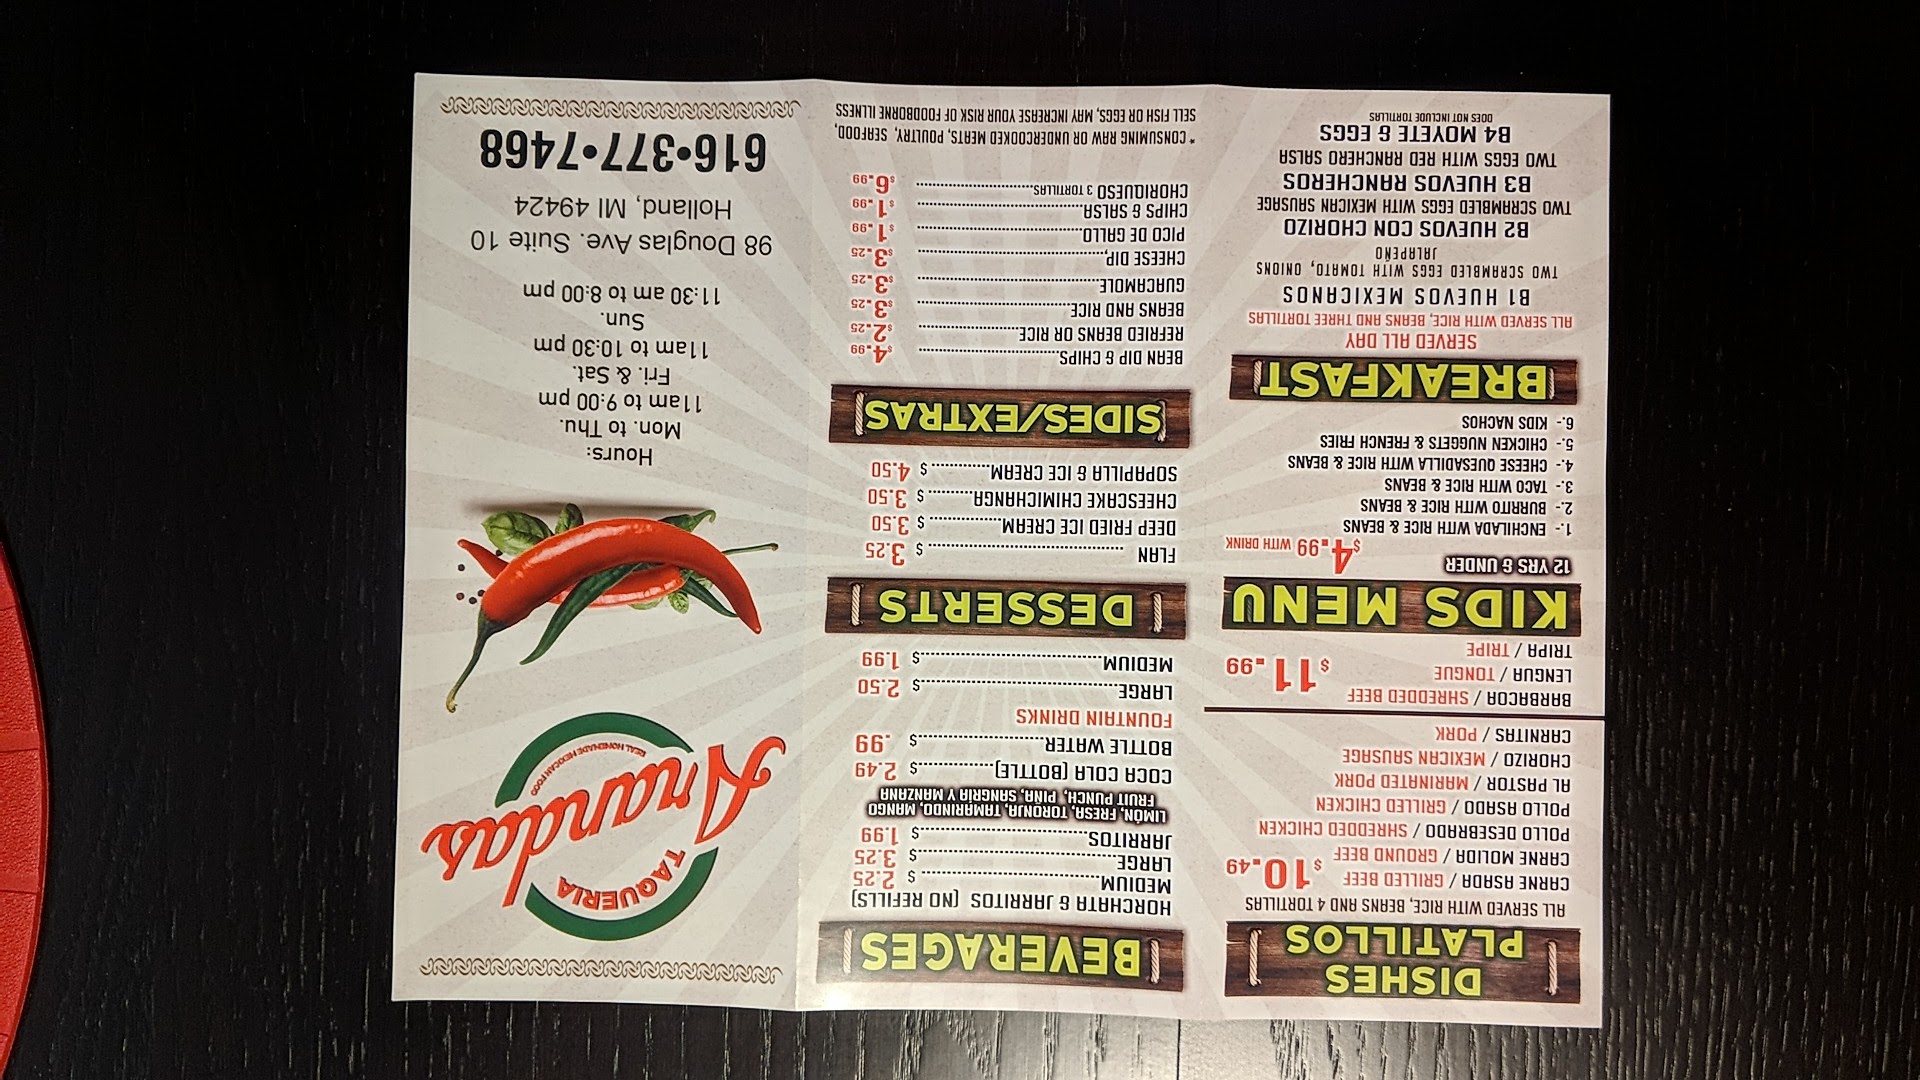 DISHES
PLATILLOS
ALL SERVED WITH RICE, BEANS AND 4 TORTILLAS
CARNE ASADA / GRILLED BEEF
CARNE MOLIDA / GROUND BEEF
$10.49
POLLO DESEBRADO / SHREDDED CHICKEN
POLLO ASADO / GRILLED CHICKEN
AL PASTOR / MARINATED PORK
CHORIZO / MEXICAN SAUSAGE
CARNITAS / PORK
BARBACOA / SHREDDED BEEF
LENGUA / TONGUE
$11.99
TRIPA / TRIPE
KIDS MENU
12 YRS & UNDER
$4.99 WITH DRINK
1.- ENCHILADA WITH RICE & BEANS
2.- BURRITO WITH RICE & BEANS
3.- TACO WITH RICE & BEANS
4.- CHEESE QUESADILLA WITH RICE & BEANS
5.- CHICKEN NUGGETS & FRENCH FRIES
6.- KIDS NACHOS
BREAKFAST
SERVED ALL DAY
ALL SERVED WITH RICE, BEANS AND THREE TORTILLAS
B1 HUEVOS MEXICANOS
TWO SCRAMBLED EGGS WITH TOMATO, ONIONS
JALAPEÑO
B2 HUEVOS CON CHORIZO
TWO SCRAMBLED EGGS WITH MEXICAN SAUSAGE
B3 HUEVOS RANCHEROS
TWO EGGS WITH RED RANCHERO SALSA
B4 MOYETE & EGGS
DOES NOT INCLUDE TORTILLAS
BEVERAGES
HORCHATA & JARRITOS (NO REFILLS)
MEDIUM.................... $ 2.25
LARGE.................... $ 3.25
JARRITOS.................... $ 1.99
LIMÓN, FRESA, TORONJA, TAMARINDO, MANGO
FRUIT PUNCH, PIÑA, SANGRÍA Y MANZANA
COCA COLA (BOTTLE)............ $ 2.49
BOTTLE WATER.................... $ .99
FOUNTAIN DRINKS
LARGE.................... $ 2.50
MEDIUM.................... $ 1.99
DESSERTS
FLAN .................... $ 3.25
DEEP FRIED ICE CREAM............ $ 3.50
CHEESCAKE CHIMICHANGA........ $ 3.50
SOPAPILLA & ICE CREAM............ $ 4.50
SIDES/EXTRAS
BEAN DIP & CHIPS.................... $4.99
REFRIED BEANS OR RICE.................... $2.25
BEANS AND RICE.................... $3.25
GUACAMOLE.................... $3.25
CHEESE DIP,.................... $3.25
PICO DE GALLO.................... $1.99
CHIPS & SALSA.................... $1.99
CHORIQUESO 3 TORTILLAS.................... $6.99
* CONSUMING RAW OR UNDERCOOKED MEATS, POULTRY, SEAFOOD,
SELL FISH OR EGGS, MAY INCREASE YOUR RISK OF FOODBORNE ILLNESS
TAQUERIA
Arandas
REAL HOMEMADE MEXICAN FOOD
Hours:
Mon. to Thu.
11am to 9:00 pm
Fri. & Sat.
11am to 10:30 pm
Sun.
11:30 am to 8:00 pm
98 Douglas Ave. Suite 10
Holland, MI 49424
616•377•7468